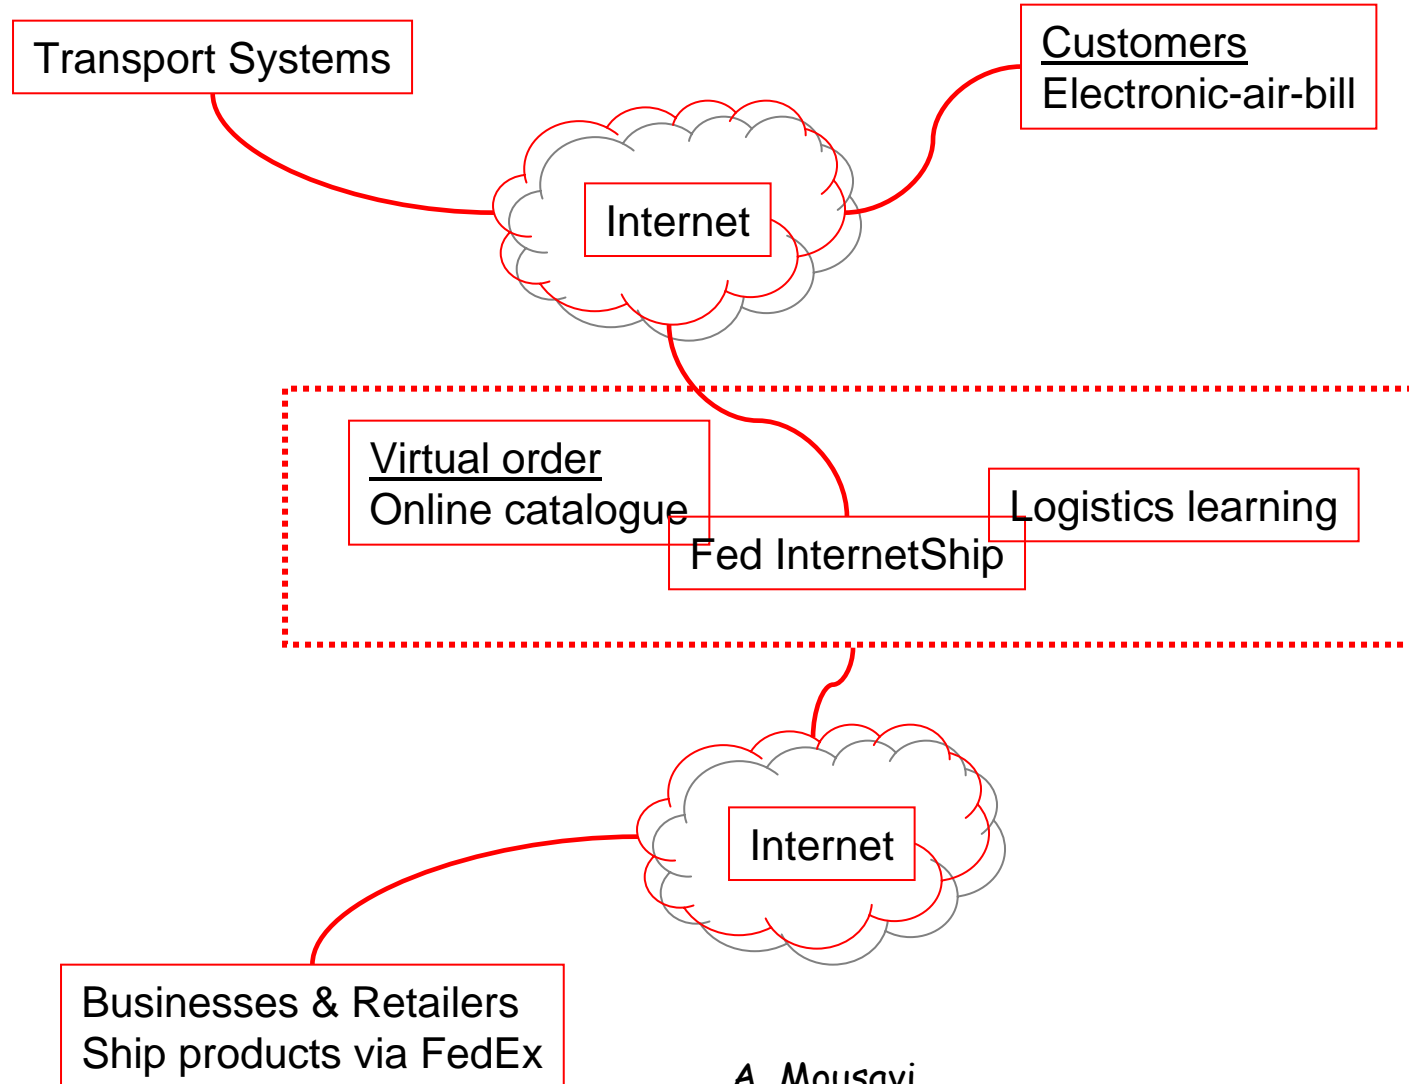 Transport Systems
Customers
Electronic-air-bill
Internet
Virtual order
Online catalogue
Logistics learning
Fed InternetShip
Internet
Businesses & Retailers
Ship products via FedEx
A. Mousavi